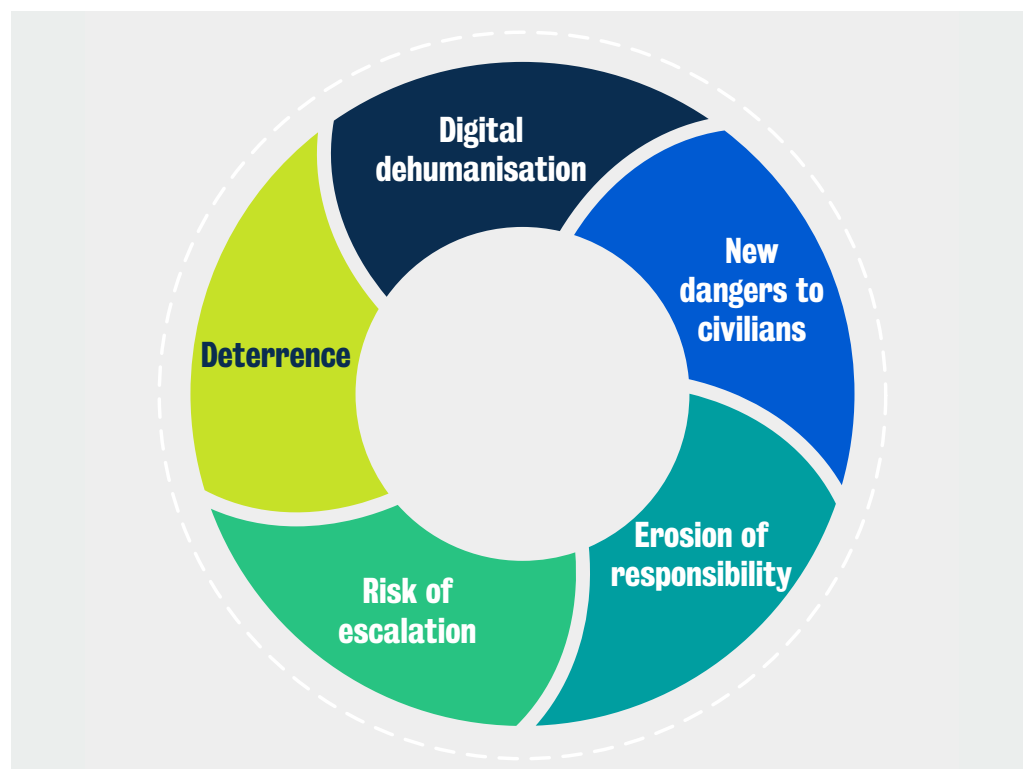 Digital
dehumanisation
New
dangers to
civilians
Deterrence
Erosion of
responsibility
Risk of
escalation